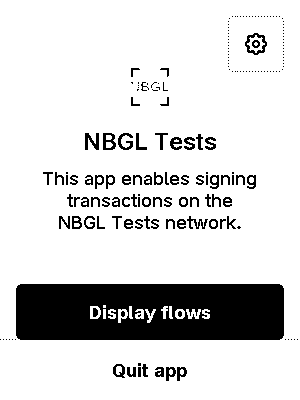 NBGL
NBGL Tests
This app enables signing
transactions on the
NBGL Tests network.
Display flows
Quit app